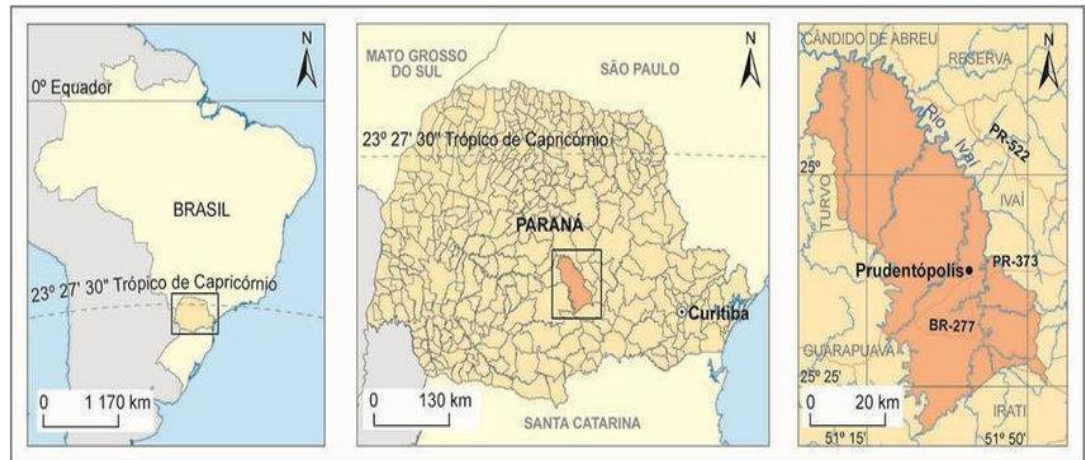 N
0º Equador
BRASIL
23º 27' 30" Trópico de Capricórnio
0 1 170 km
MATO GROSSO
DO SUL
SÃO PAULO
N
23º 27' 30" Trópico de Capricórnio
PARANÁ
Curitiba
0 130 km
SANTA CATARINA
CÂNDIDO DE ABREU
N
RESERVA
Rio Ivaí
PR-522
25º
TURVO
IVAÍ
PR-373
Prudentópolis
BR-277
GUARAPUAVA
25º 25'
IRATI
0 20 km
51º 15'
51º 50'